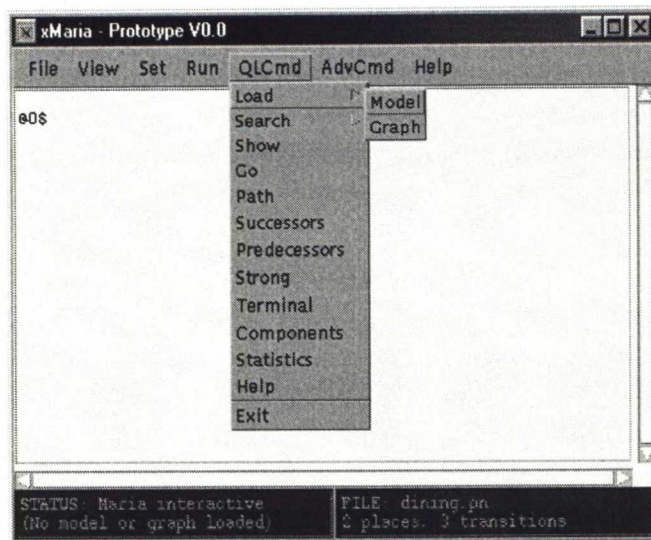 xMaria - Prototype V0.0
File View Set Run QLCmd AdvCmd Help
@0$
Load
Model
Graph
Search
Show
Go
Path
Successors
Predecessors
Strong
Terminal
Components
Statistics
Help
Exit
STATUS: Maria interactive
(No model or graph loaded)
FILE: dining.pn
2 places. 3 transitions